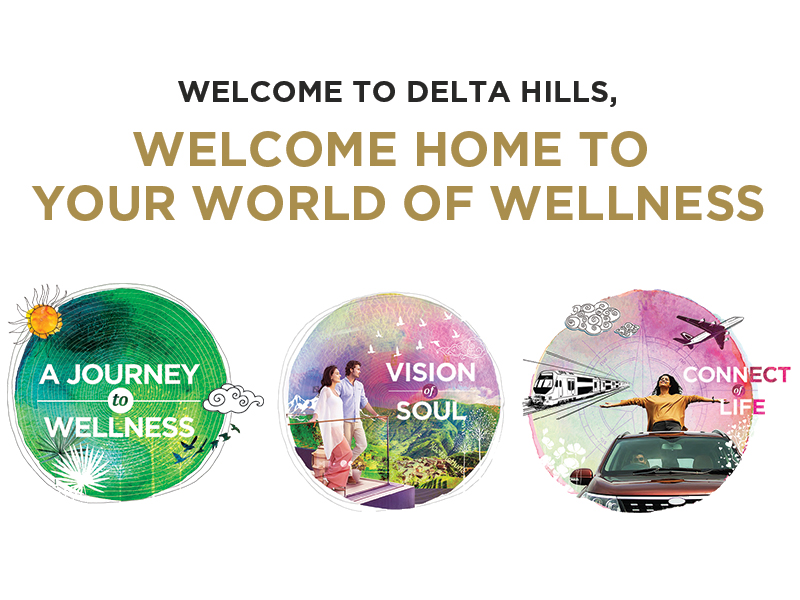 WELCOME TO DELTA HILLS,
WELCOME HOME TO
YOUR WORLD OF WELLNESS
A JOURNEY
to
WELLNESS
VISION
of
SOUL
CONNECT
of
LIFE